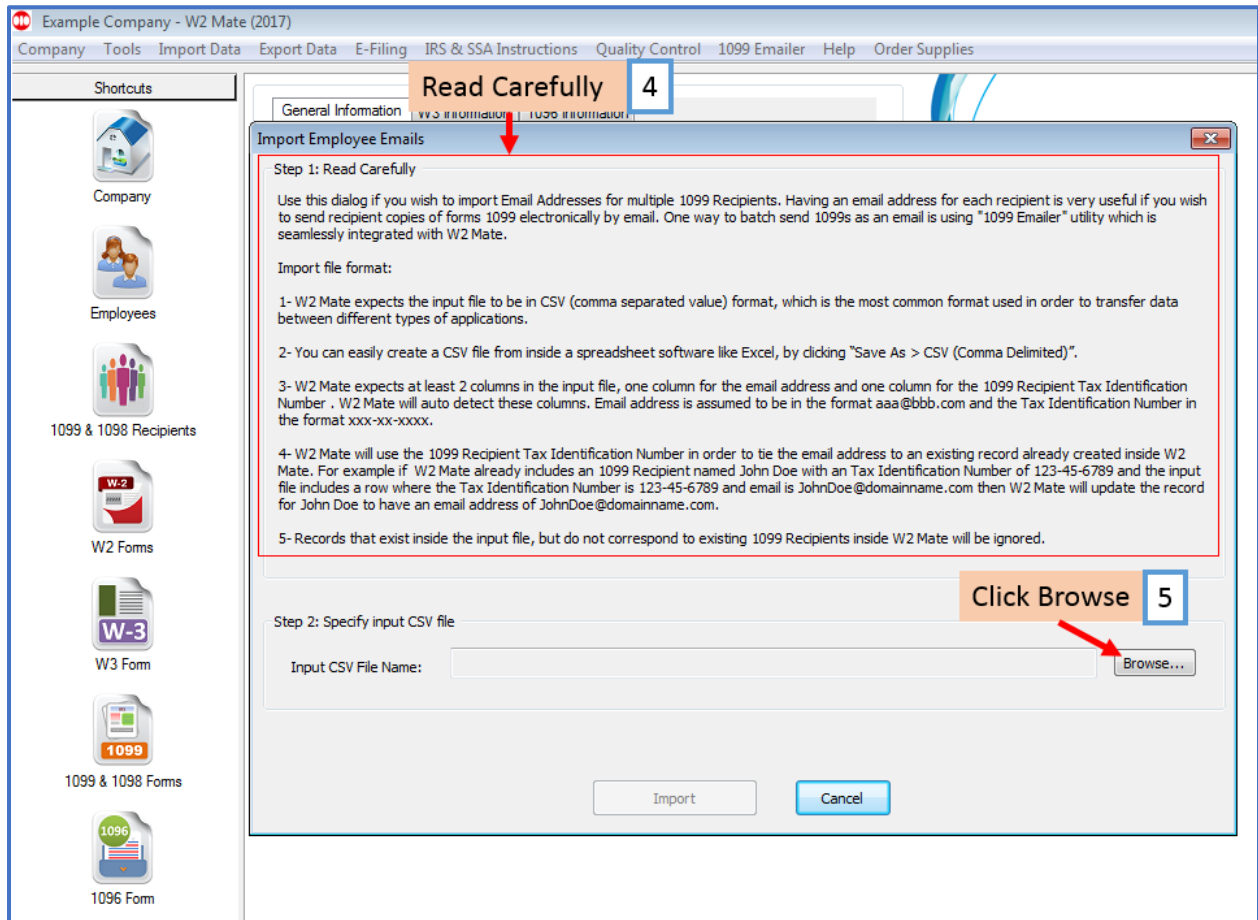 Example Company - W2 Mate (2017)
Company Tools Import Data Export Data E-Filing IRS & SSA Instructions Quality Control 1099 Emailer Help Order Supplies
Shortcuts
Company
Employees
1099 & 1098 Recipients
W-2
W2 Forms
W-3
W3 Form
1099
1099 & 1098 Forms
1096
1096 Form
Read Carefully 4
General Information W3 Information 1096 Information
Import Employee Emails
Step 1: Read Carefully
Use this dialog if you wish to import Email Addresses for multiple 1099 Recipients. Having an email address for each recipient is very useful if you wish
to send recipient copies of forms 1099 electronically by email. One way to batch send 1099s as an email is using "1099 Emailer" utility which is
seamlessly integrated with W2 Mate.
Import file format:
1- W2 Mate expects the input file to be in CSV (comma separated value) format, which is the most common format used in order to transfer data
between different types of applications.
2- You can easily create a CSV file from inside a spreadsheet software like Excel, by clicking "Save As > CSV (Comma Delimited)".
3- W2 Mate expects at least 2 columns in the input file, one column for the email address and one column for the 1099 Recipient Tax Identification
Number . W2 Mate will auto detect these columns. Email address is assumed to be in the format aaa@bbb.com and the Tax Identification Number in
the format xxx-xx-xxxx.
4- W2 Mate will use the 1099 Recipient Tax Identification Number in order to tie the email address to an existing record already created inside W2
Mate. For example if W2 Mate already includes an 1099 Recipient named John Doe with an Tax Identification Number of 123-45-6789 and the input
file includes a row where the Tax Identification Number is 123-45-6789 and email is JohnDoe@domainname.com then W2 Mate will update the record
for John Doe to have an email address of JohnDoe@domainname.com.
5- Records that exist inside the input file, but do not correspond to existing 1099 Recipients inside W2 Mate will be ignored.
Click Browse 5
Step 2: Specify input CSV file
Input CSV File Name:
Browse...
Import
Cancel